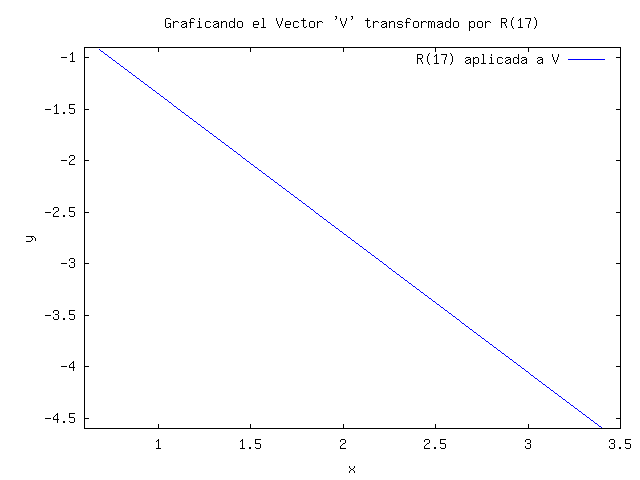 Graficando el Vector 'V' transformado por R(17)
R(17) aplicada a V
-1
-1.5
-2
-2.5
-3
-3.5
-4
-4.5
y
1 1.5 2 2.5 3 3.5
x